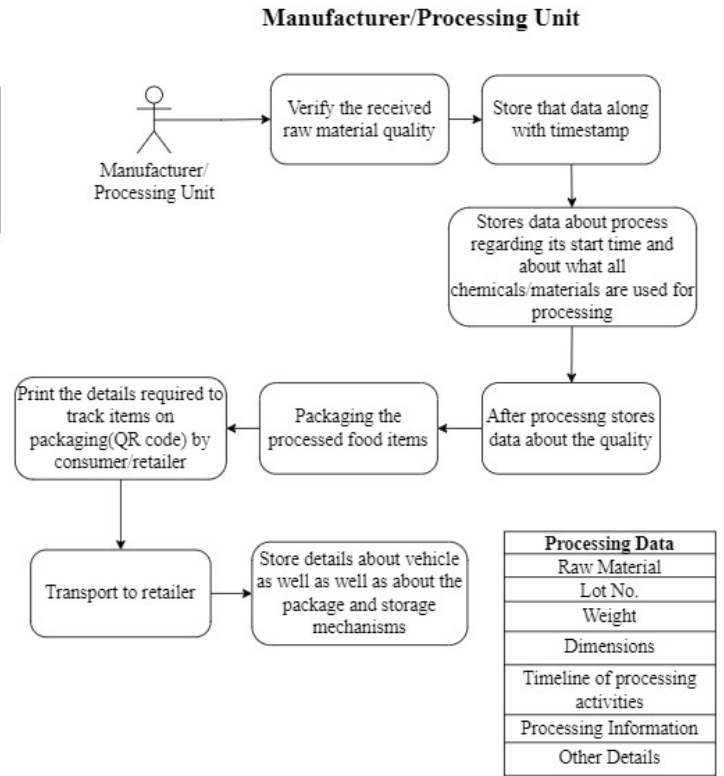 Manufacturer/Processing Unit
Manufacturer/
Processing Unit
Verify the received
raw material quality
Store that data along
with timestamp
Stores data about process
regarding its start time and
about what all
chemicals/materials are used for
processing
After processng stores
data about the quality
Packaging the
processed food items
Print the details required to
track items on
packaging(QR code) by
consumer/retailer
Transport to retailer
Store details about vehicle
as well as well as about the
package and storage
mechanisms
Processing Data
Raw Material
Lot No.
Weight
Dimensions
Timeline of processing
activities
Processing Information
Other Details